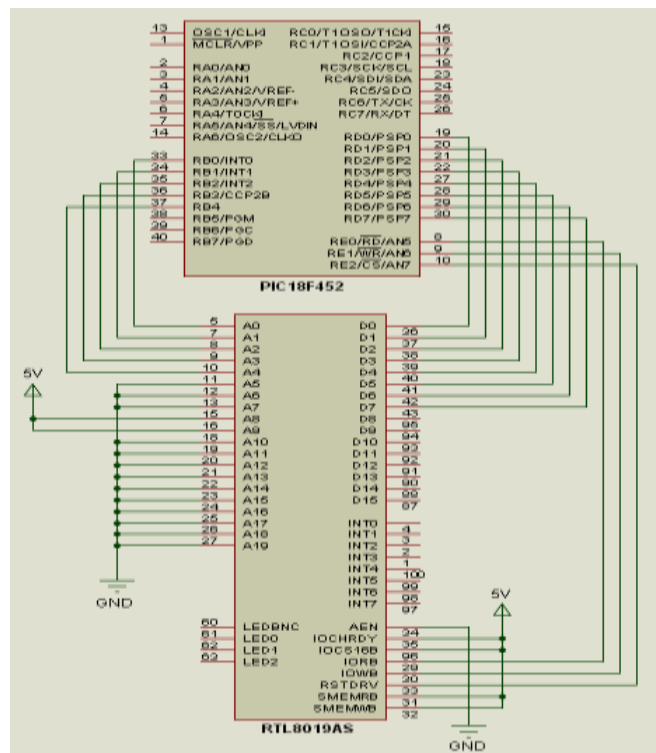 13 OSC1/CLKI
1 MCLR/VPP
2 RA0/AN0
3 RA1/AN1
4 RA2/AN2/VREF-
5 RA3/AN3/VREF+
6 RA4/TOCKI
7 RA5/AN4/SS/LVDIN
14 RA6/OSC2/CLKO
33 RB0/INT0
34 RB1/INT1
35 RB2/INT2
36 RB3/CCP2B
37 RB4
38 RB5/PGM
39 RB6/PGC
40 RB7/PGD
RC0/T1OSO/T1CKI 15
RC1/T1OSI/CCP2A 16
RC2/CCP1 17
RC3/SCK/SCL 18
RC4/SDI/SDA 23
RC5/SDO 24
RC6/TX/CK 25
RC7/RX/DT 26
RD0/PSP0 19
RD1/PSP1 20
RD2/PSP2 21
RD3/PSP3 22
RD4/PSP4 27
RD5/PSP5 28
RD6/PSP6 29
RD7/PSP7 30
RE0/RD/AN5 8
RE1/WR/AN6 9
RE2/CS/AN7 10
PIC18F452
5V
GND
5 A0
7 A1
8 A2
9 A3
10 A4
11 A5
12 A6
13 A7
15 A8
16 A9
18 A10
19 A11
20 A12
21 A13
22 A14
23 A15
24 A16
25 A17
26 A18
27 A19
60 LEDBNC
61 LED0
62 LED1
63 LED2
D0 36
D1 37
D2 38
D3 39
D4 40
D5 41
D6 42
D7 43
D8 95
D9 94
D10 93
D11 92
D12 91
D13 90
D14 88
D15 87
INT0 4
INT1 3
INT2 2
INT3 1
INT4 100
INT5 99
INT6 98
INT7 97
AEN 34
IOCHRDY 35
IOCS16B 96
IORB 29
IOWB 30
RSTDRV 33
SMEMRB 31
SMEMWB 32
5V
GND
RTL8019AS